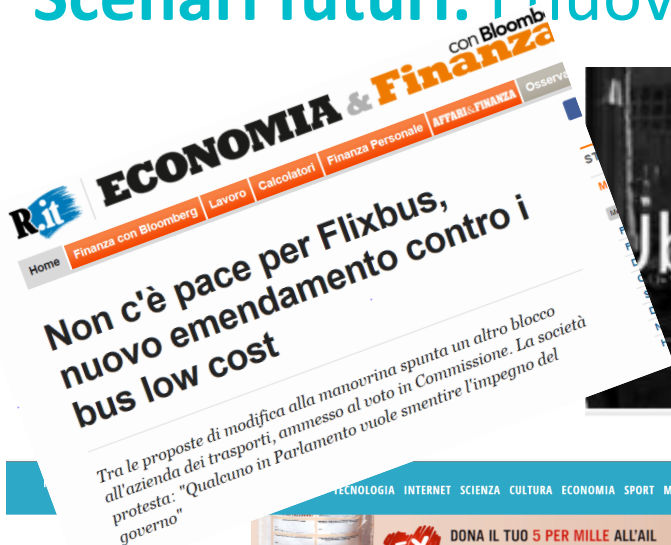 Scenari futuri:
con Bloomb
R.it ECONOMIA & Finanza
Home Finanza con Bloomberg Lavoro Calcolatori Finanza Personale AFFARI&FINANZA Osserva
Non c'è pace per Flixbus,
nuovo emendamento contro i
bus low cost
Tra le proposte di modifica alla manovrina spunta un altro blocco
all'azienda dei trasporti, ammesso al voto in Commissione. La società
protesta: "Qualcuno in Parlamento vuole smentire l'impegno del
governo"
TECNOLOGIA INTERNET SCIENZA CULTURA ECONOMIA SPORT M
DONA IL TUO 5 PER MILLE ALL'AIL